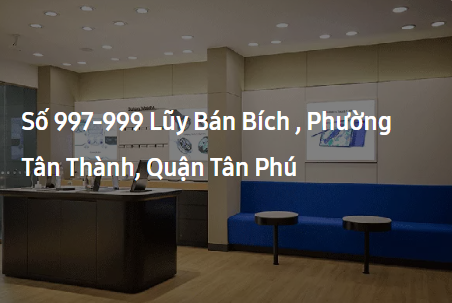 Số 997-999 Lũy Bán Bích , Phường
Tân Thành, Quận Tân Phú